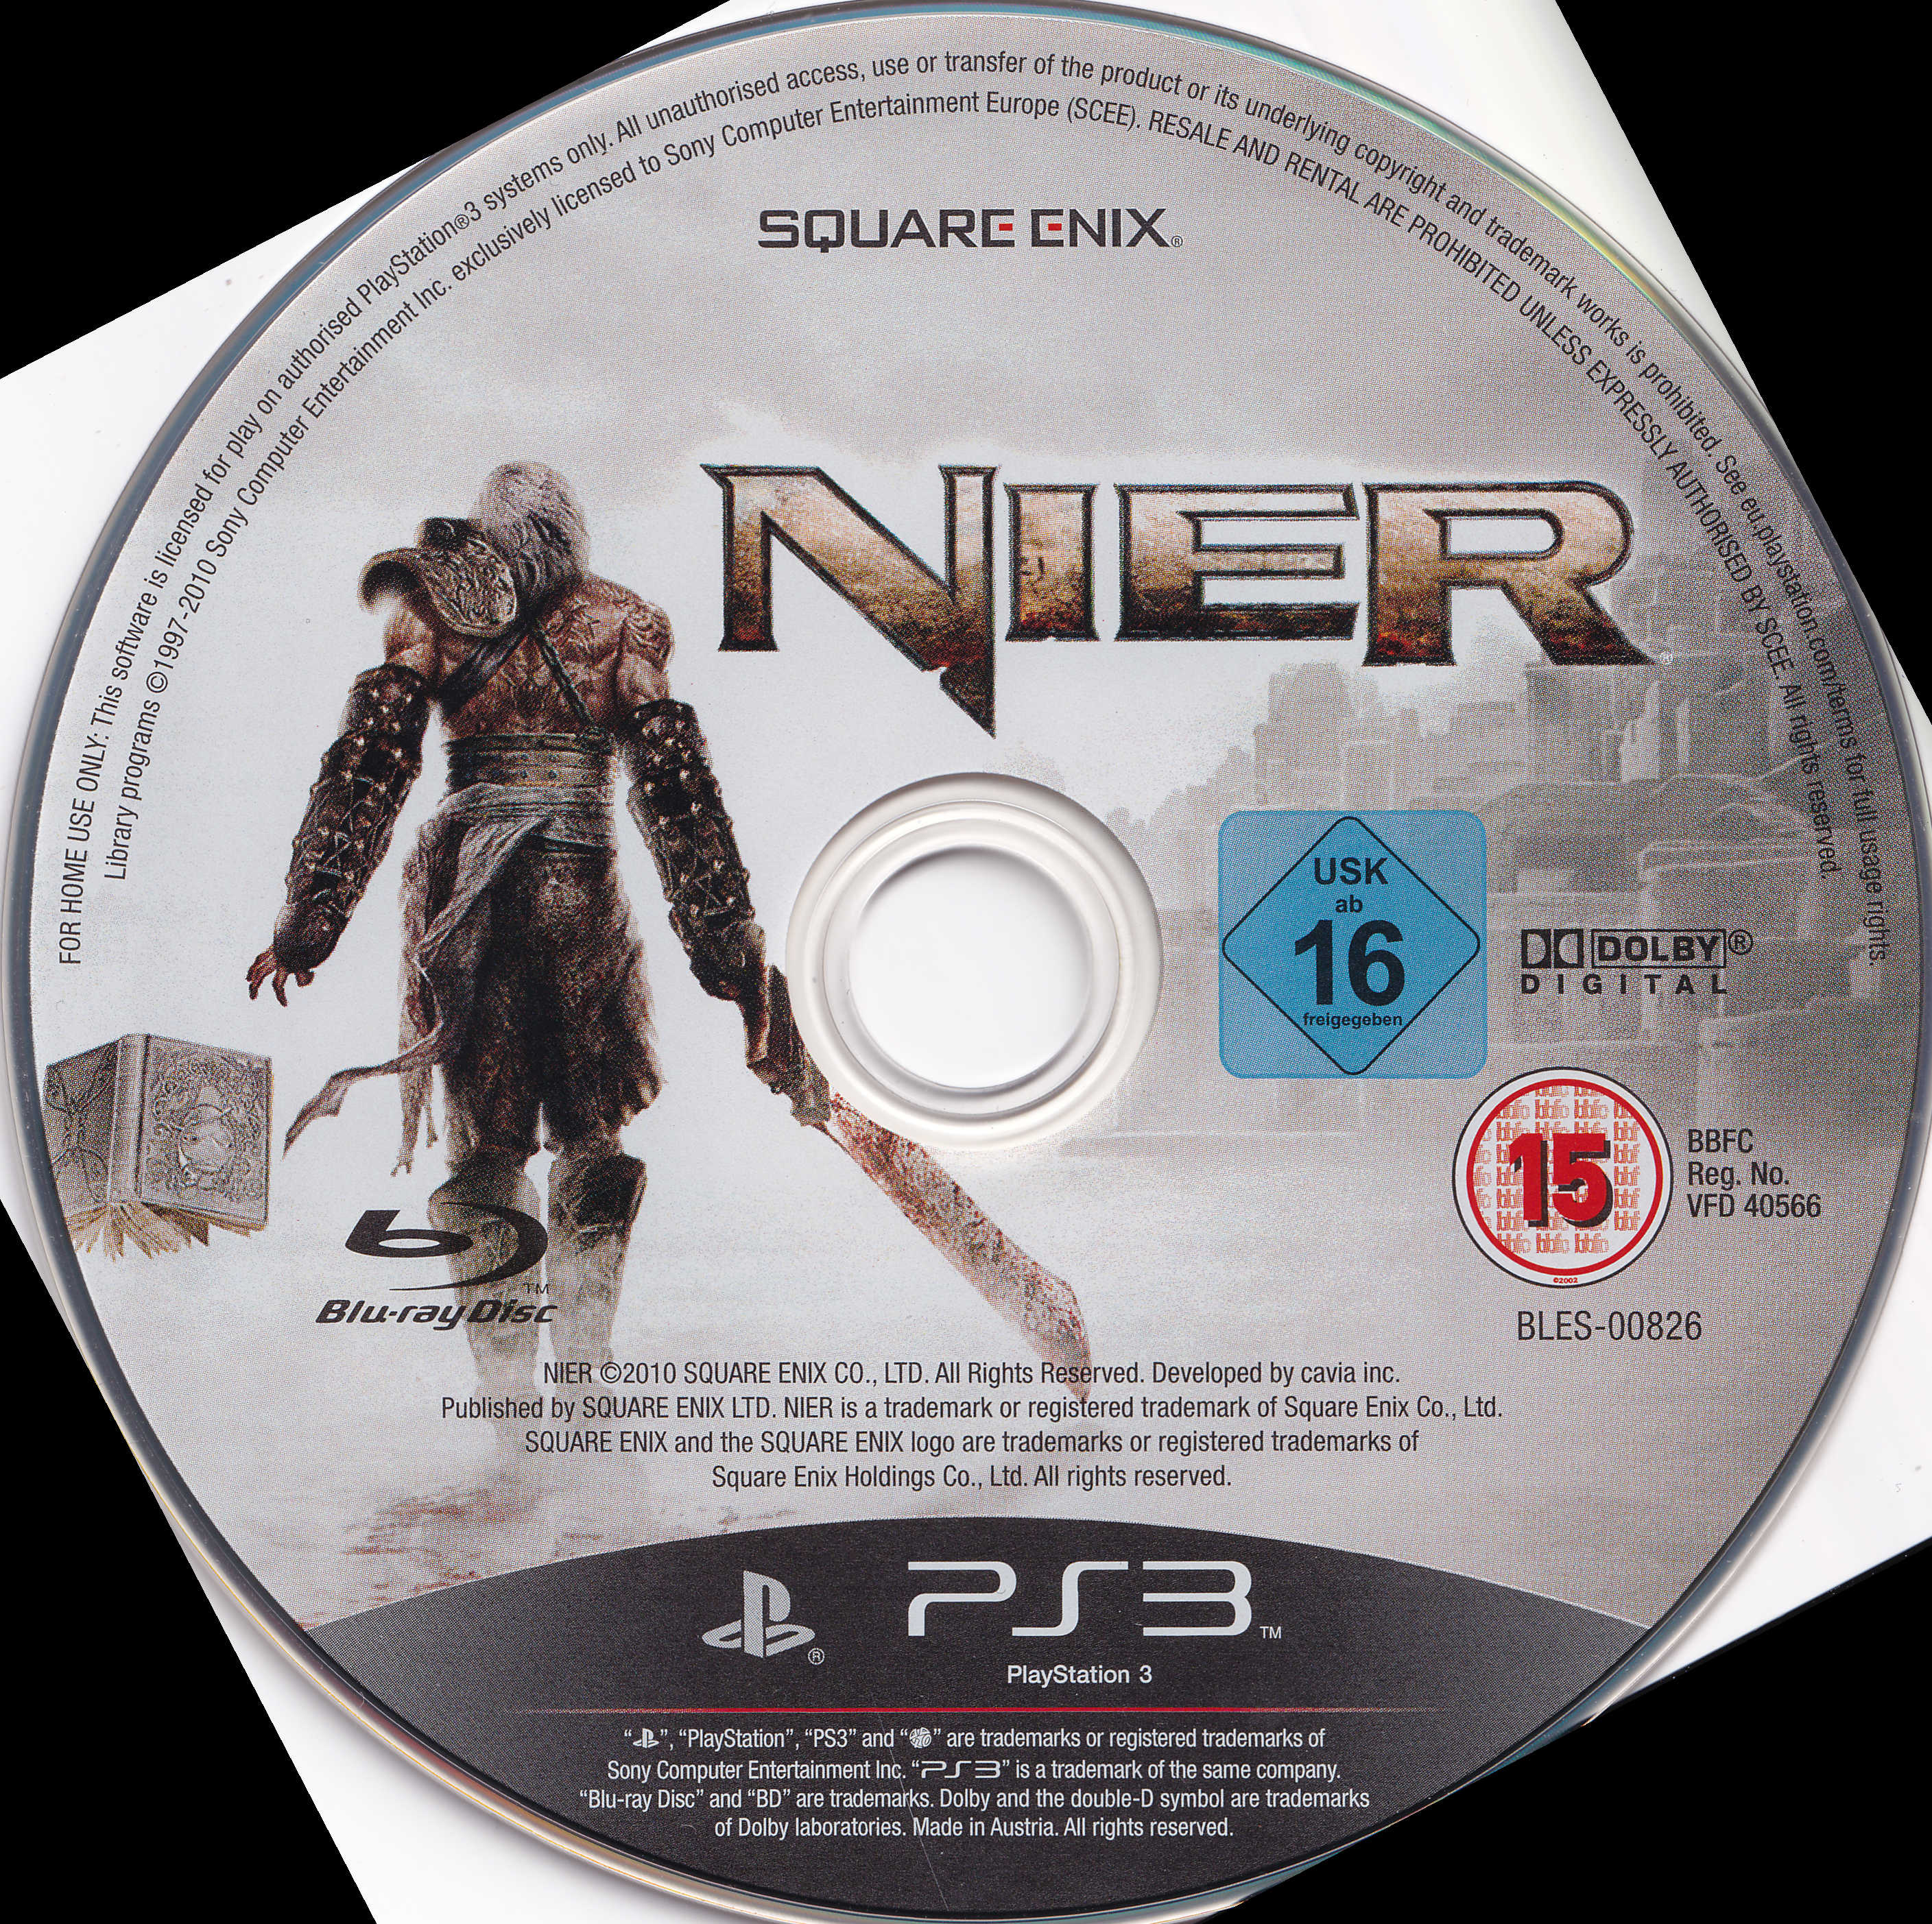 FOR HOME USE ONLY: This software is licensed for play on authorised PlayStation®3 systems only. All unauthorised access, use or transfer of the product or its underlying copyright and trademark works is prohibited. See eu.playstation.com/terms for full usage rights.
Library programs ©1997-2010 Sony Computer Entertainment Inc. exclusively licensed to Sony Computer Entertainment Europe (SCEE). RESALE AND RENTAL ARE PROHIBITED UNLESS EXPRESSLY AUTHORISED BY SCEE. All rights reserved.
SQUARE ENIX®
NIER®
USK
ab
16
freigegeben
DOLBY®
DIGITAL
15
©2002
BBFC
Reg. No.
VFD 40566
Blu-ray Disc™
BLES-00826
NIER ©2010 SQUARE ENIX CO., LTD. All Rights Reserved. Developed by cavia inc.
Published by SQUARE ENIX LTD. NIER is a trademark or registered trademark of Square Enix Co., Ltd.
SQUARE ENIX and the SQUARE ENIX logo are trademarks or registered trademarks of
Square Enix Holdings Co., Ltd. All rights reserved.
® PS3™
PlayStation 3
“ ”, “PlayStation”, “PS3” and “ ” are trademarks or registered trademarks of
Sony Computer Entertainment Inc. “PS3” is a trademark of the same company.
“Blu-ray Disc” and “BD” are trademarks. Dolby and the double-D symbol are trademarks
of Dolby laboratories. Made in Austria. All rights reserved.